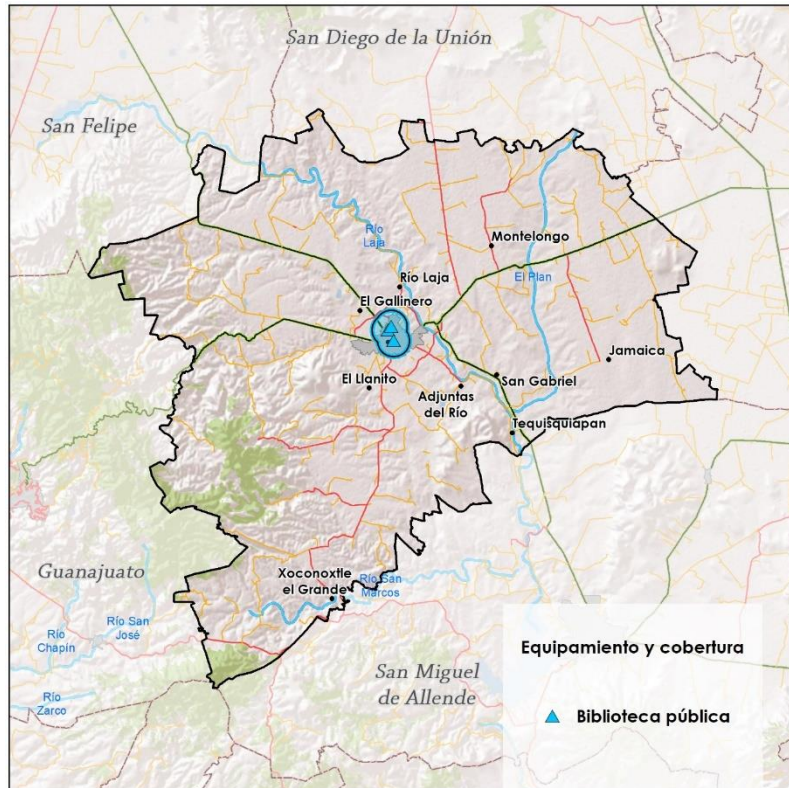 San Diego de la Unión
San Felipe
Río
Laja
Montelongo
Río Laja
El Plan
El Gallinero
Jamaica
San Gabriel
El Llanito
Adjuntas
del Río
Tequisquiapan
Guanajuato
Xoconoxtle
el Grande
Río San
Marcos
Río San
José
Río
Chapín
Río
Zarco
San Miguel
de Allende
Equipamiento y cobertura
Biblioteca pública